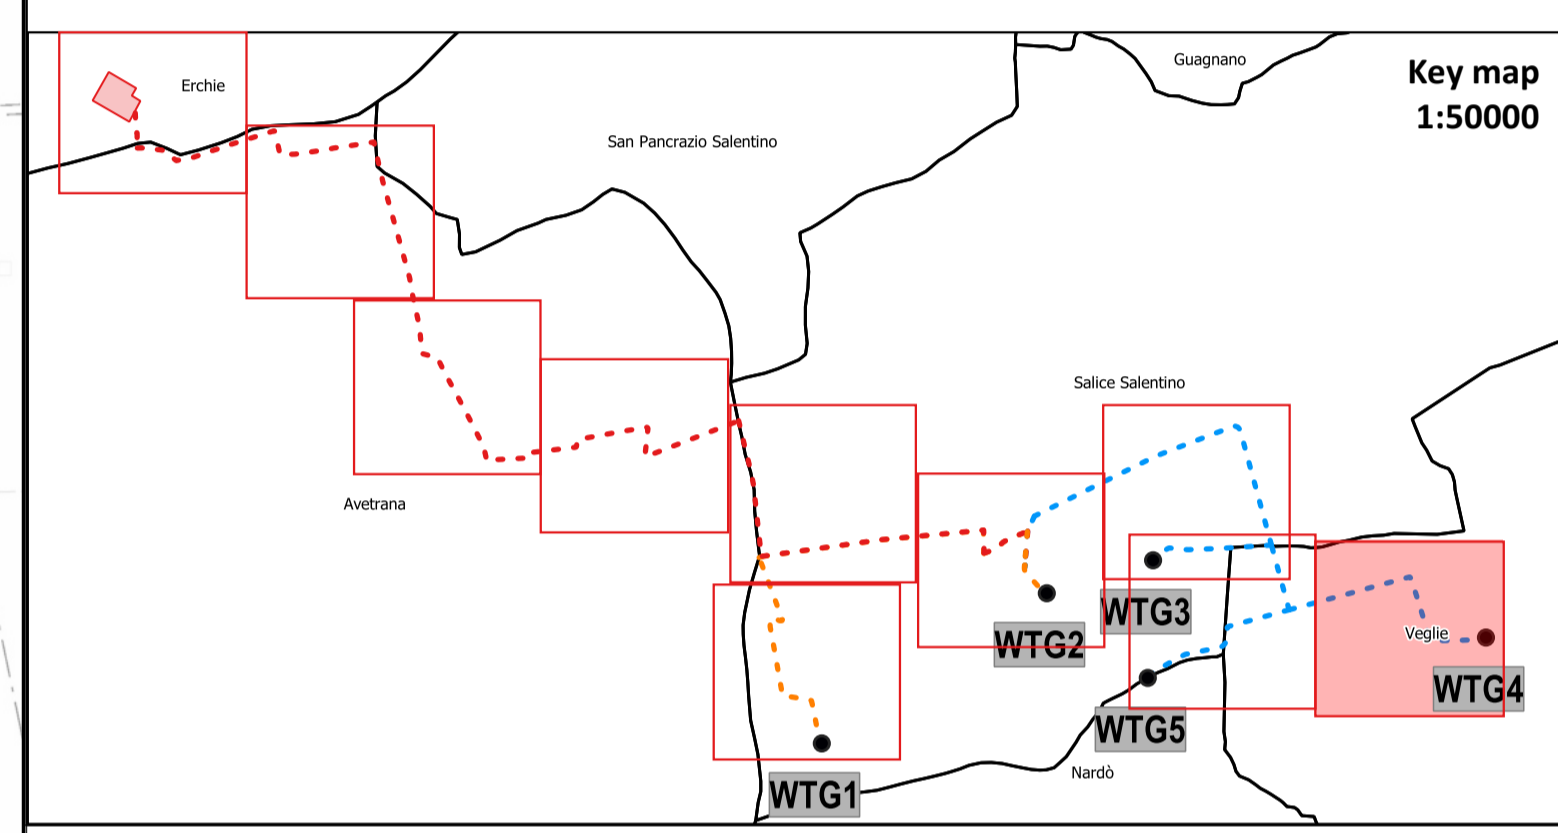 Guagnano
Key map
1:50000
Erchie
San Pancrazio Salentino
Salice Salentino
Avetrana
WTG3
WTG2
Veglie
WTG4
WTG5
Nardò
WTG1